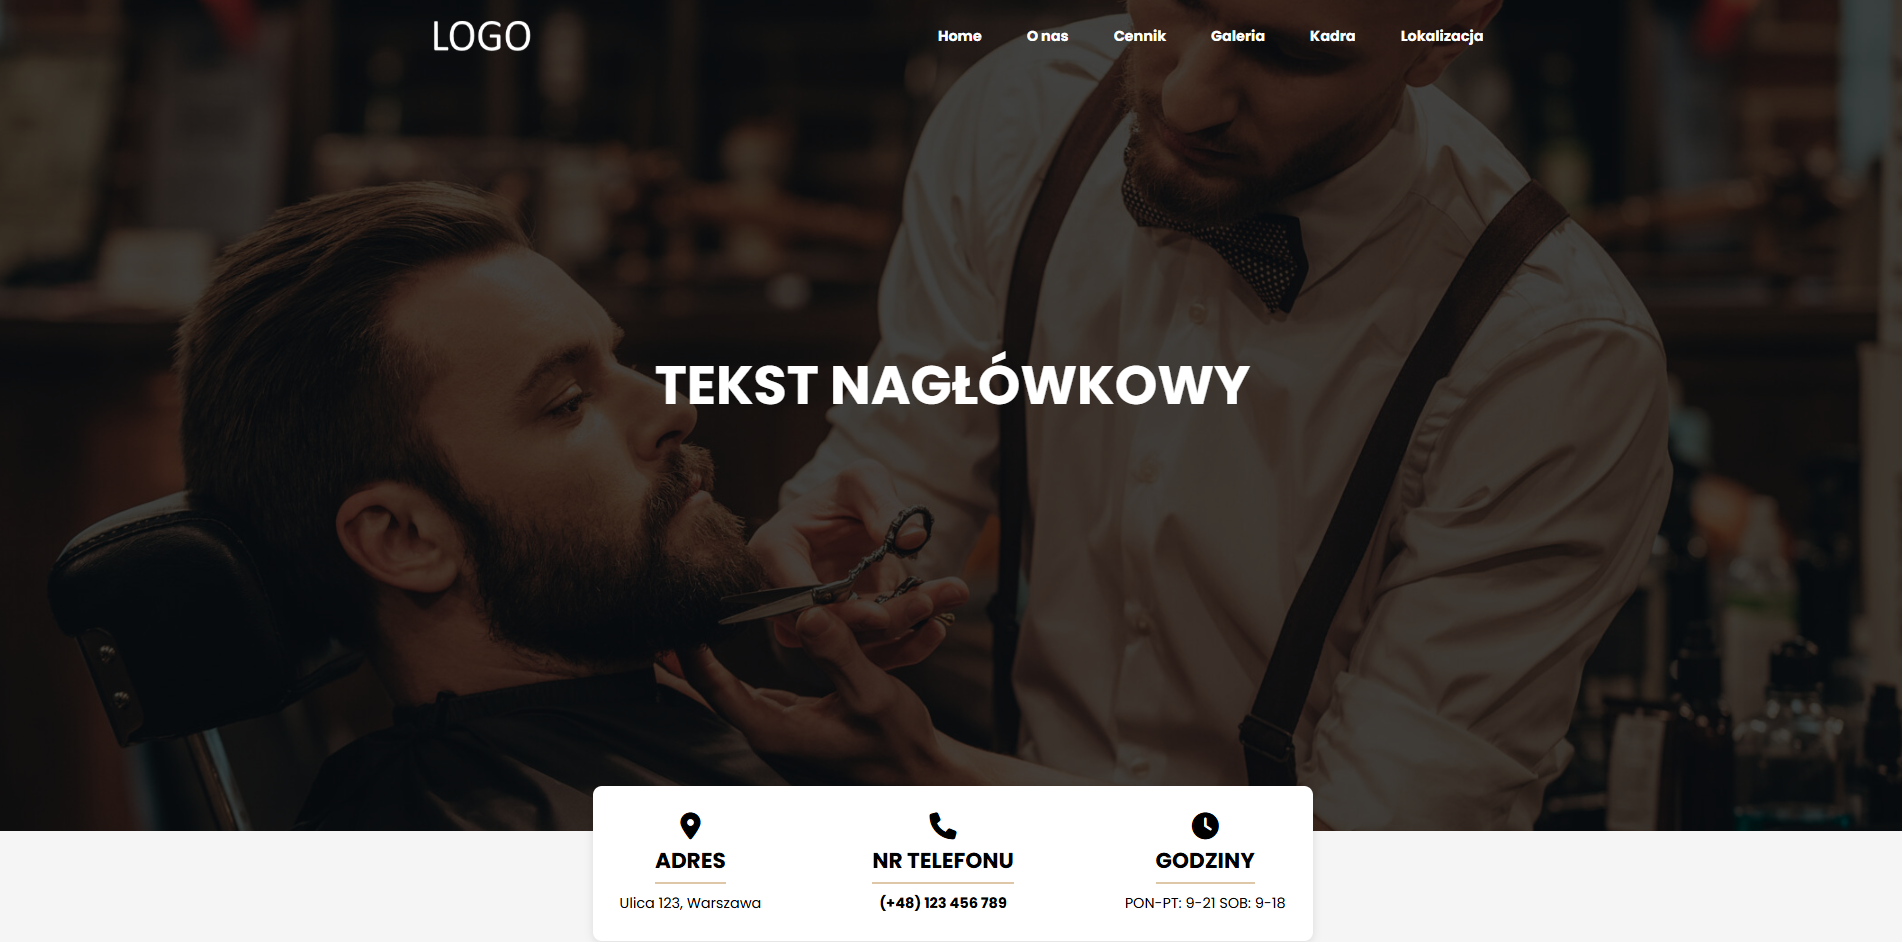 LOGO
Home O nas Cennik Galeria Kadra Lokalizacja
TEKST NAGŁÓWKOWY
ADRES
Ulica 123, Warszawa
NR TELEFONU
(+48) 123 456 789
GODZINY
PON-PT: 9-21 SOB: 9-18